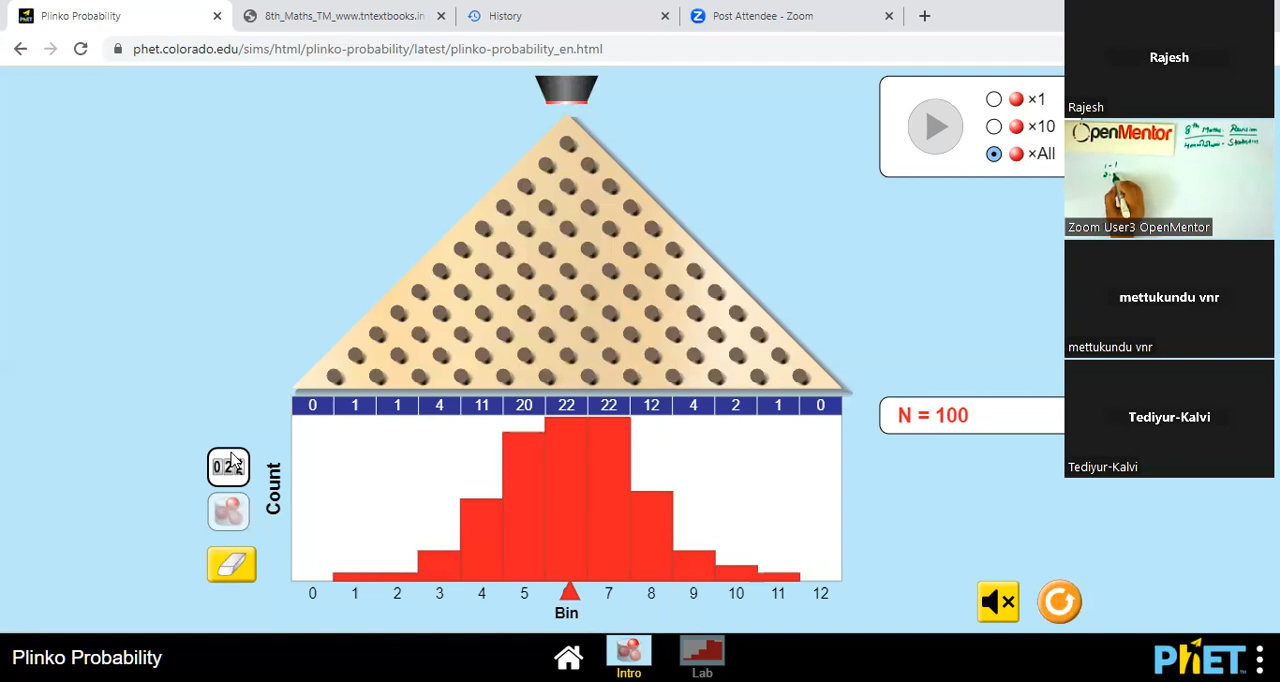 Plinko Probability
8th_Maths_TM_www.tntextbooks.in
History
Post Attendee - Zoom
phet.colorado.edu/sims/html/plinko-probability/latest/plinko-probability_en.html
×1
×10
×All
Rajesh
Rajesh
OpenMentor
8th Maths Revision
Zoom User3 OpenMentor
mettukundu vnr
mettukundu vnr
Tediyur-Kalvi
Tediyur-Kalvi
0 1 1 4 11 20 22 22 12 4 2 1 0
N = 100
Count
0 1 2 3 4 5 7 8 9 10 11 12
Bin
Plinko Probability
Intro
Lab
PhET